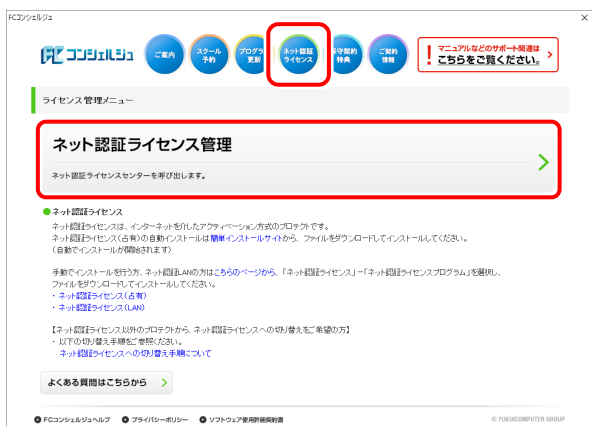 FCコンシェルジュ
FC コンシェルジュ
ご案内
スクール
予約
プログラ
更新
ネット認証
ライセンス
保守契約
特典
ご契約
情報
マニュアルなどのサポート関連は
こちらをご覧ください。
ライセンス管理メニュー
ネット認証ライセンス管理
ネット認証ライセンスセンターを呼び出します。
ネット認証ライセンス
ネット認証ライセンスは、インターネットを介したアクティベーション方式のプロテクトです。
ネット認証ライセンス(占有)の自動インストールは簡単インストールサイトから、ファイルをダウンロードしてインストールしてください。
(自動でインストールが開始されます)
手動でインストールを行う方、ネット認証LANの方はこちらのページから、「ネット認証ライセンス」-「ネット認証ライセンスプログラム」を選択し、
ファイルをダウンロードしてインストールしてください。
・ネット認証ライセンス(占有)
・ネット認証ライセンス(LAN)
【ネット認証ライセンス以外のプロテクトから、ネット認証ライセンスへの切り替えをご希望の方】
・以下の切り替え手順をご参照ください。
ネット認証ライセンスへの切り替え手順について
よくある質問はこちらから
FCコンシェルジュヘルプ
プライバシーポリシー
ソフトウェア使用許諾契約書
© FUKUICOMPUTER GROUP